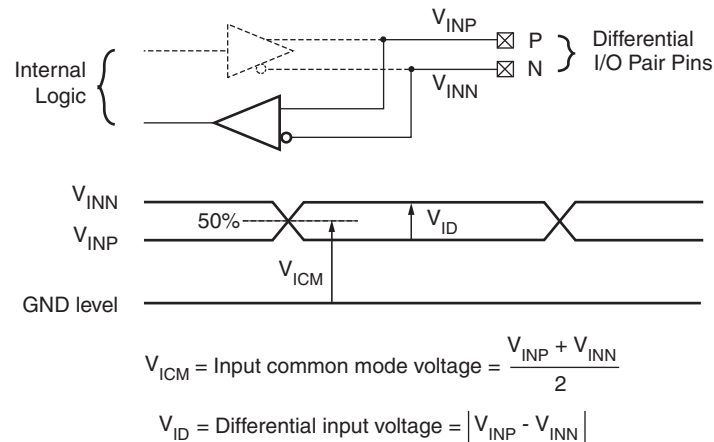 V_INP
P
Differential
I/O Pair Pins
Internal
Logic
N
V_INN
V_INN
50%
V_ID
V_INP
V_ICM
GND level
V_ICM = Input common mode voltage = (V_INP + V_INN) / 2
V_ID = Differential input voltage = |V_INP - V_INN|